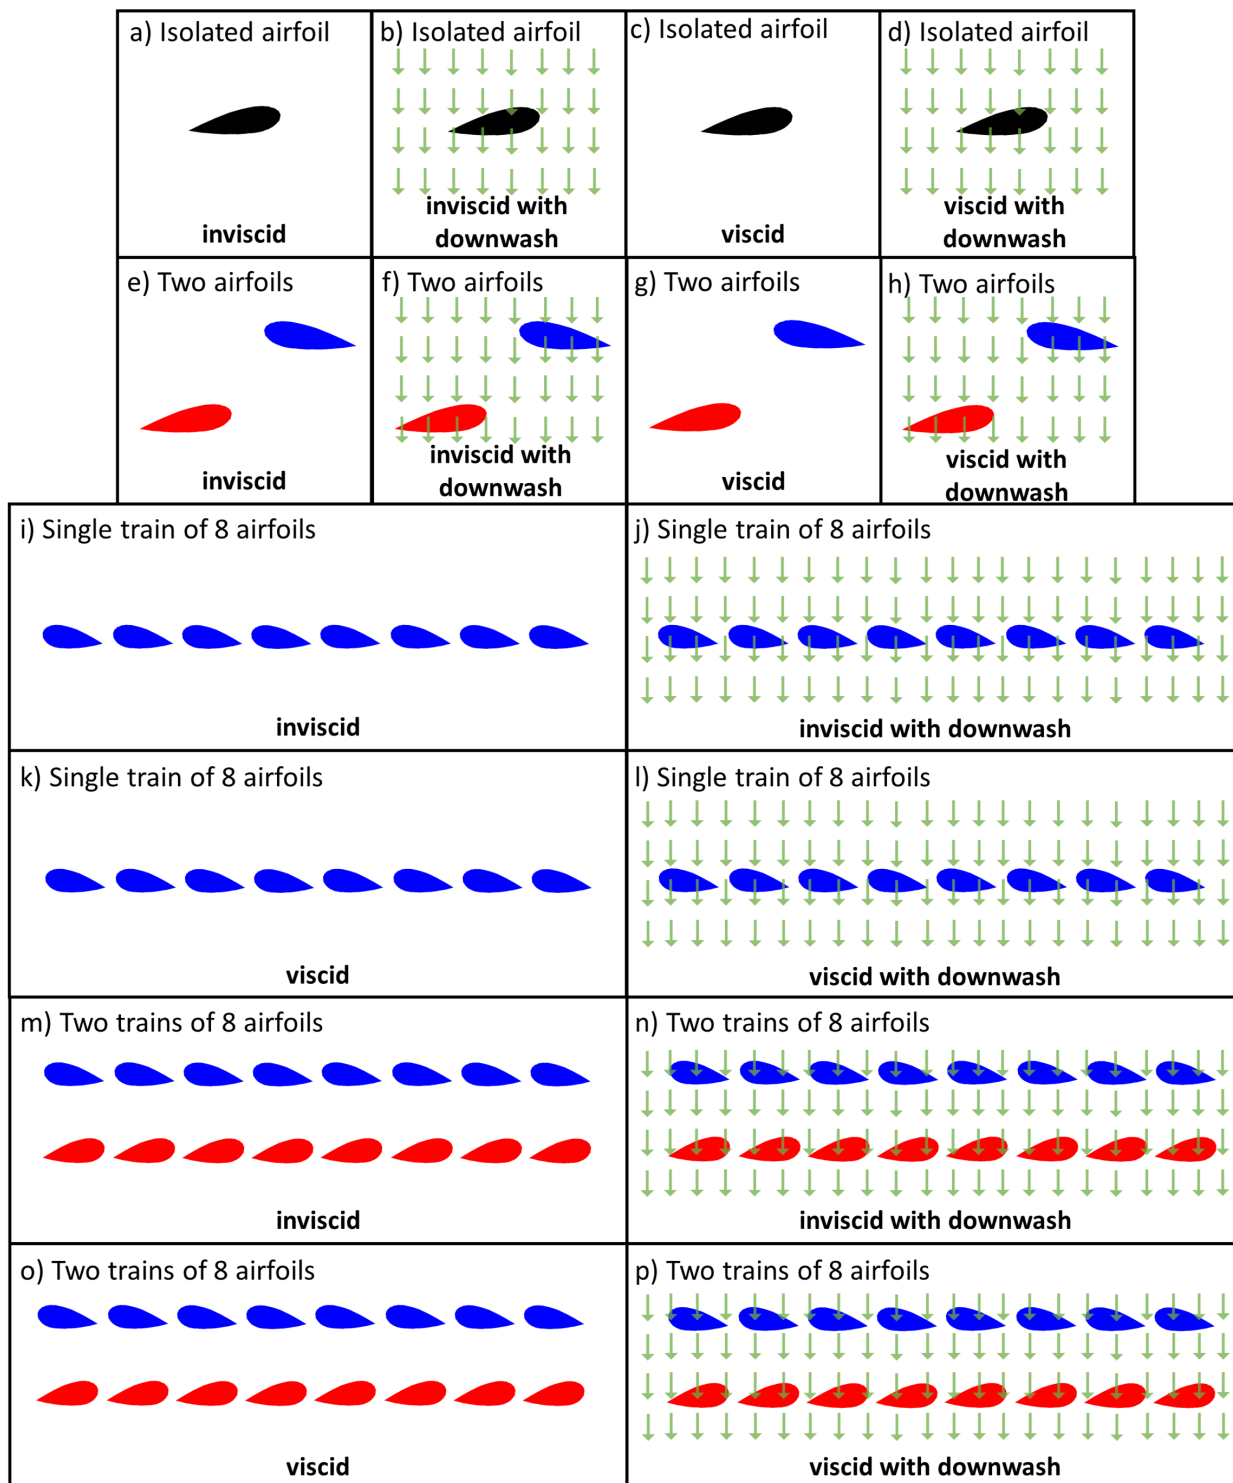 a) Isolated airfoil
inviscid
b) Isolated airfoil
inviscid with
downwash
c) Isolated airfoil
viscid
d) Isolated airfoil
viscid with
downwash
e) Two airfoils
inviscid
f) Two airfoils
inviscid with
downwash
g) Two airfoils
viscid
h) Two airfoils
viscid with
downwash
i) Single train of 8 airfoils
inviscid
j) Single train of 8 airfoils
inviscid with downwash
k) Single train of 8 airfoils
viscid
l) Single train of 8 airfoils
viscid with downwash
m) Two trains of 8 airfoils
inviscid
n) Two trains of 8 airfoils
inviscid with downwash
o) Two trains of 8 airfoils
viscid
p) Two trains of 8 airfoils
viscid with downwash